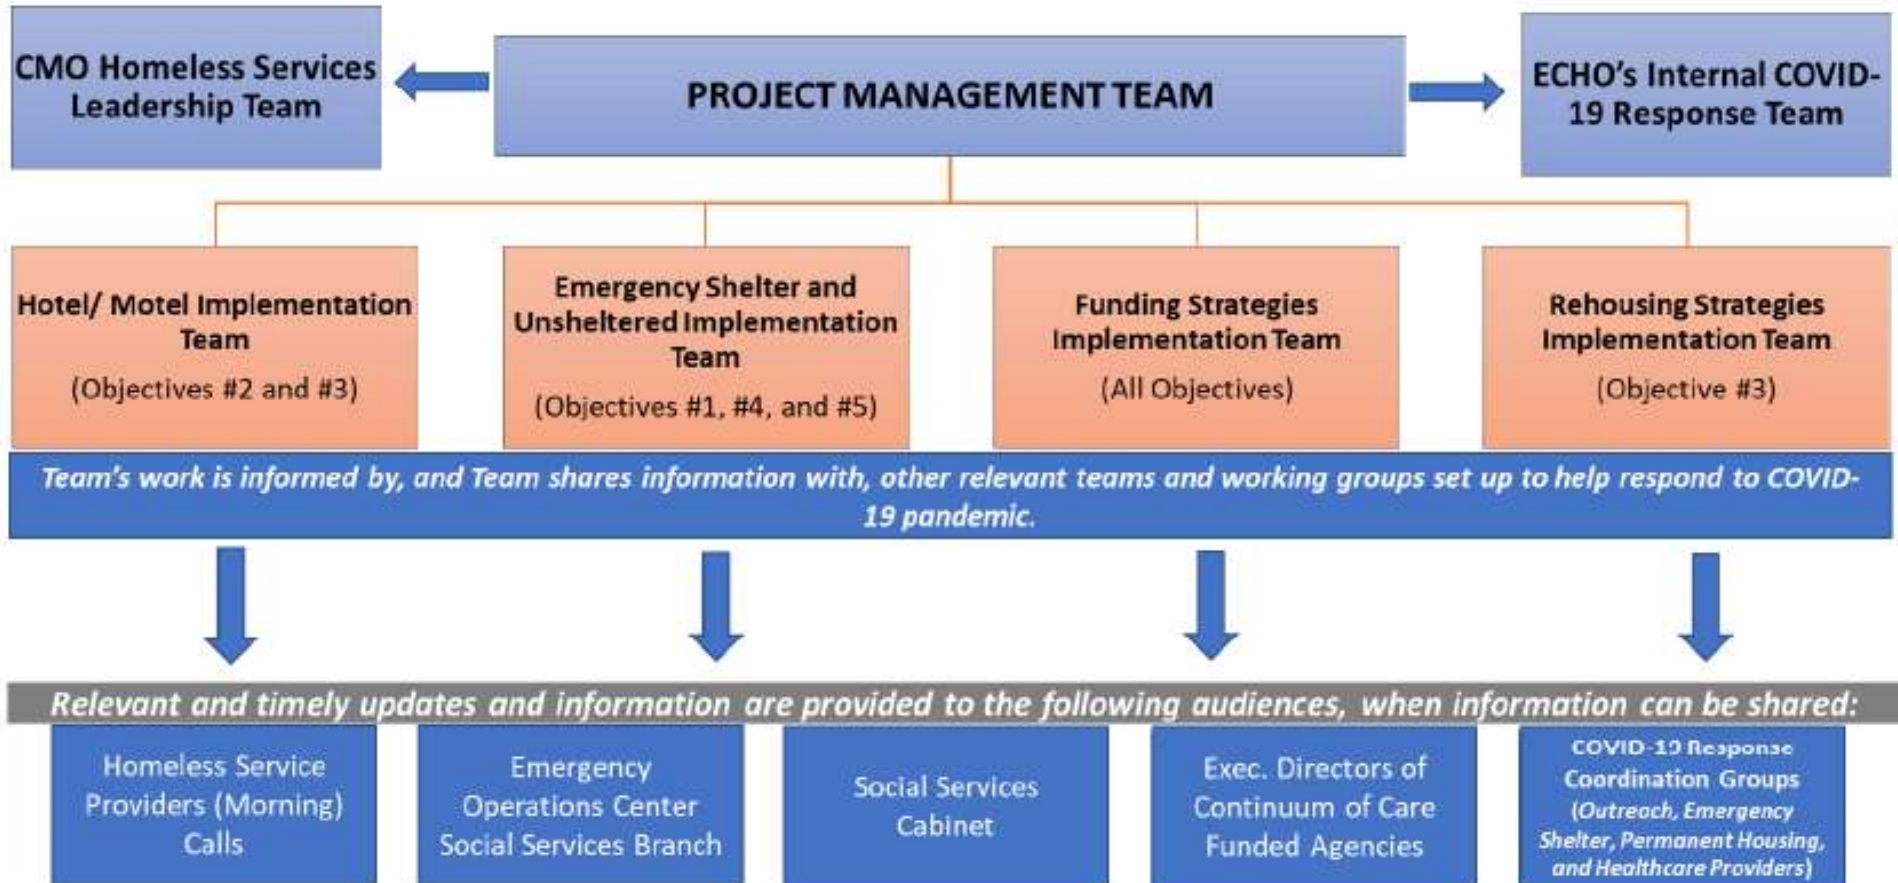 CMO Homeless Services
Leadership Team
PROJECT MANAGEMENT TEAM
ECHO's Internal COVID-
19 Response Team
Hotel/ Motel Implementation
Team
(Objectives #2 and #3)
Emergency Shelter and
Unsheltered Implementation
Team
(Objectives #1, #4, and #5)
Funding Strategies
Implementation Team
(All Objectives)
Rehousing Strategies
Implementation Team
(Objective #3)
Team's work is informed by, and Team shares information with, other relevant teams and working groups set up to help respond to COVID-
19 pandemic.
Relevant and timely updates and information are provided to the following audiences, when information can be shared:
Homeless Service
Providers (Morning)
Calls
Emergency
Operations Center
Social Services Branch
Social Services
Cabinet
Exec. Directors of
Continuum of Care
Funded Agencies
COVID-19 Response
Coordination Groups
(Outreach, Emergency
Shelter, Permanent Housing,
and Healthcare Providers)